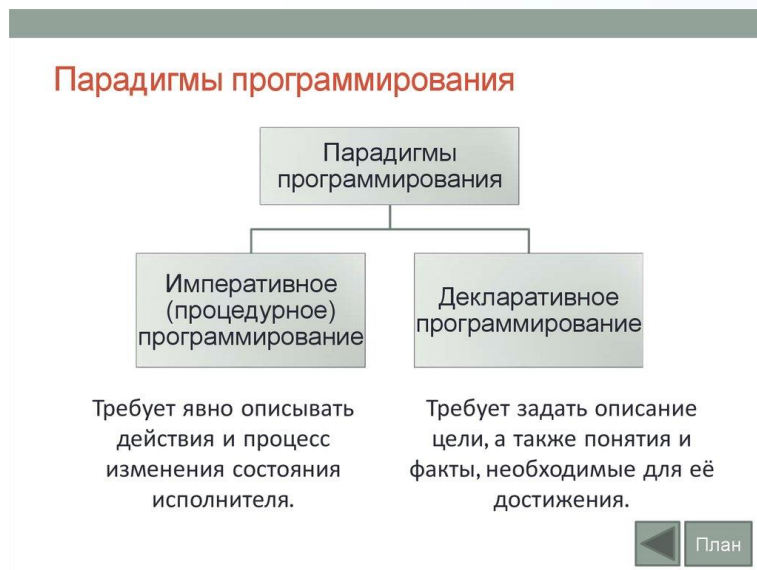 Парадигмы программирования
Парадигмы
программирования
Императивное
(процедурное)
программирование
Декларативное
программирование
Требует явно описывать
действия и процесс
изменения состояния
исполнителя.
Требует задать описание
цели, а также понятия и
факты, необходимые для её
достижения.
План